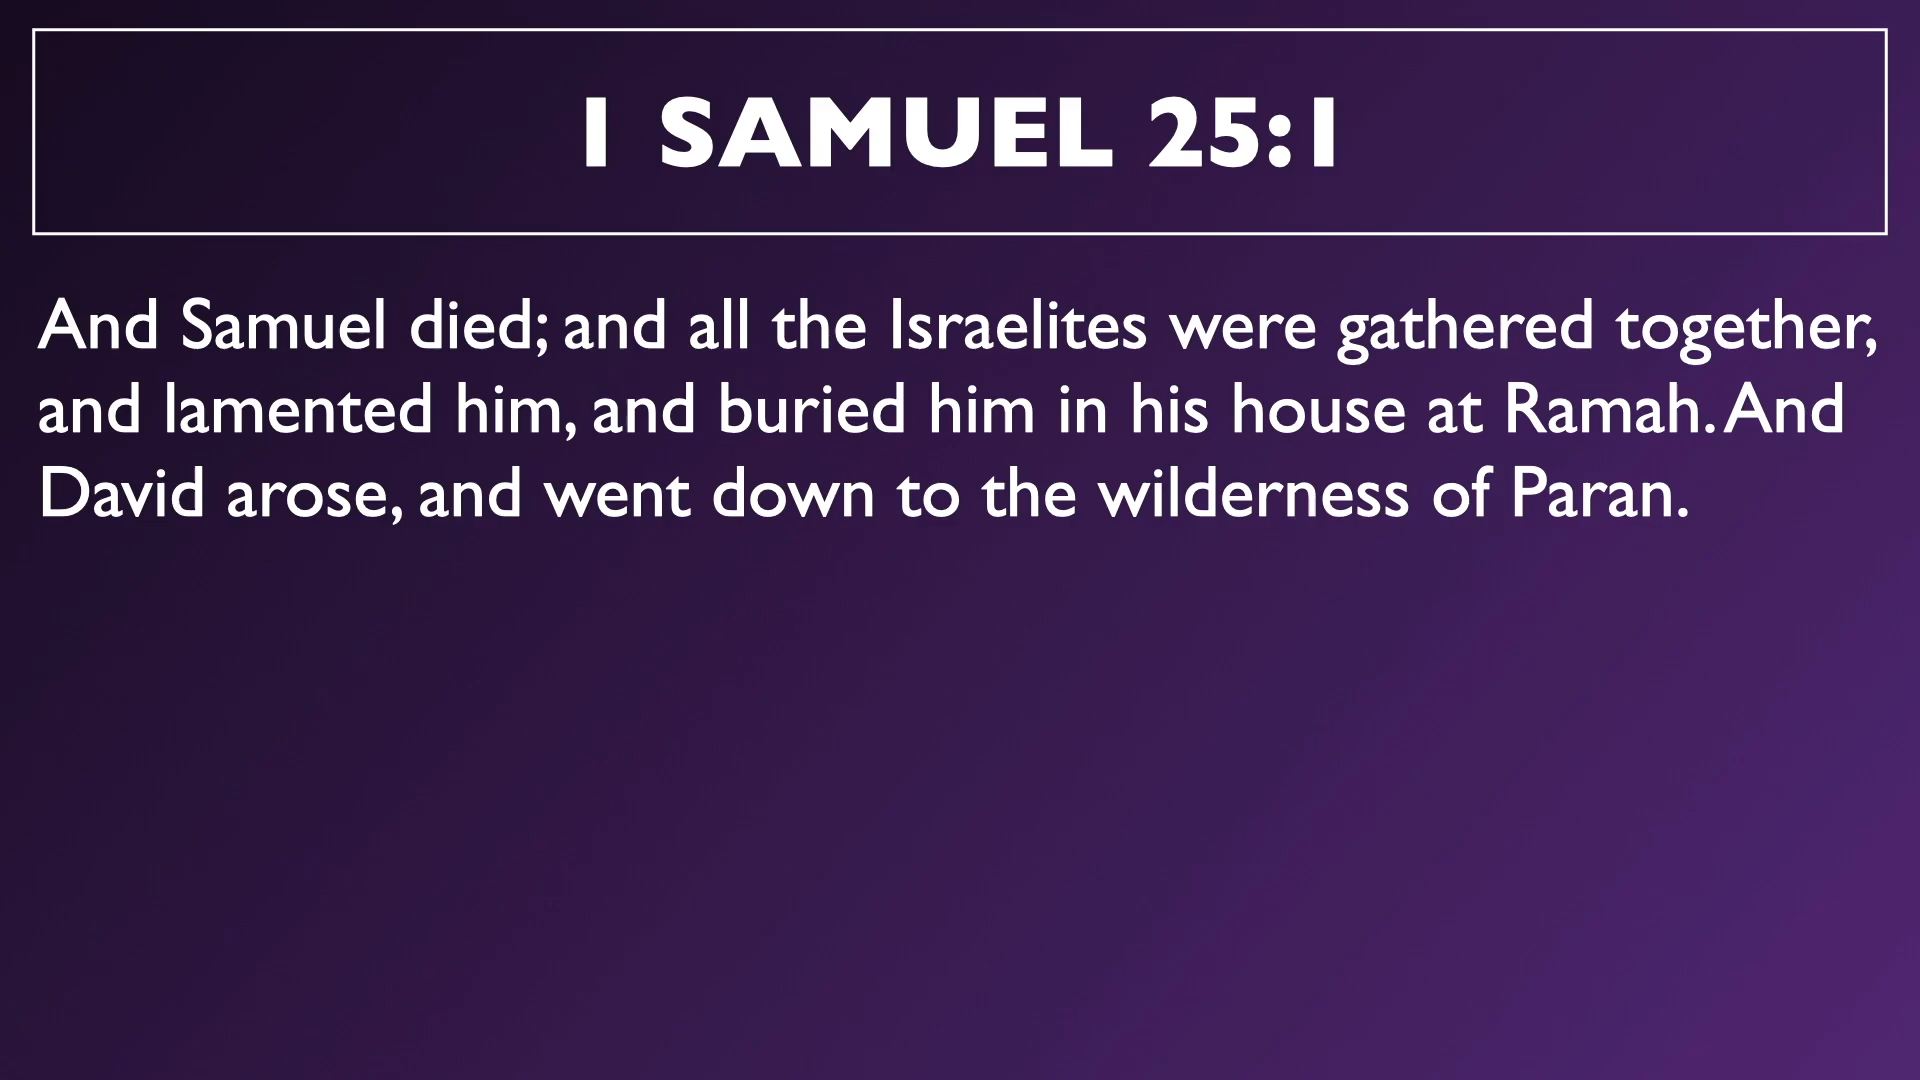 1 SAMUEL 25:1
And Samuel died; and all the Israelites were gathered together,
and lamented him, and buried him in his house at Ramah. And
David arose, and went down to the wilderness of Paran.